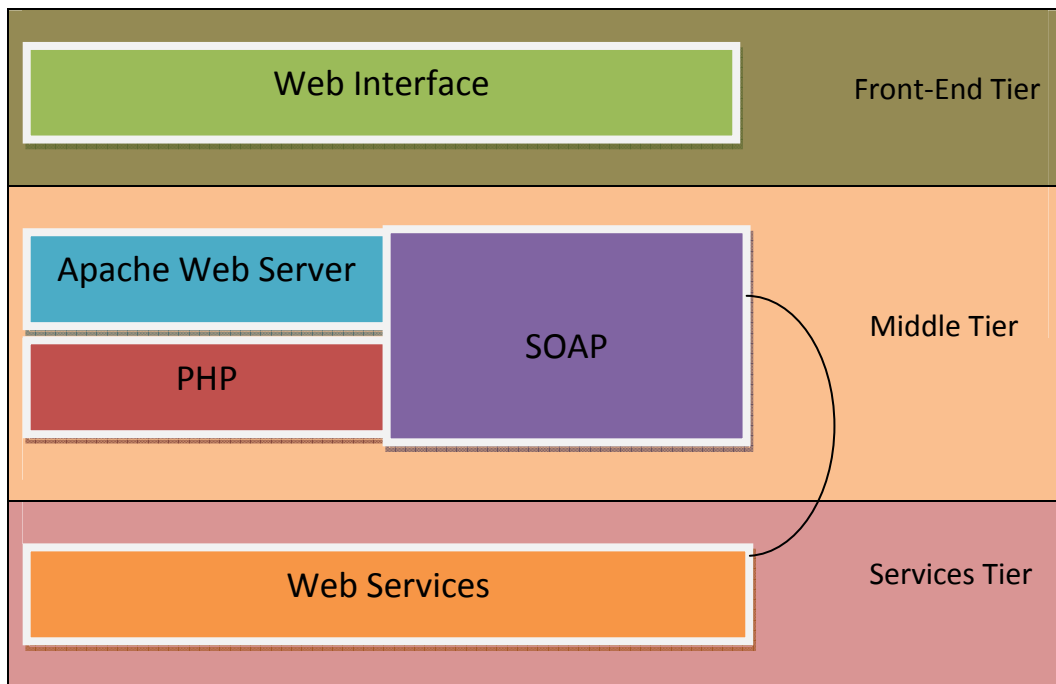 Web Interface
Front-End Tier
Apache Web Server
SOAP
Middle Tier
PHP
Web Services
Services Tier